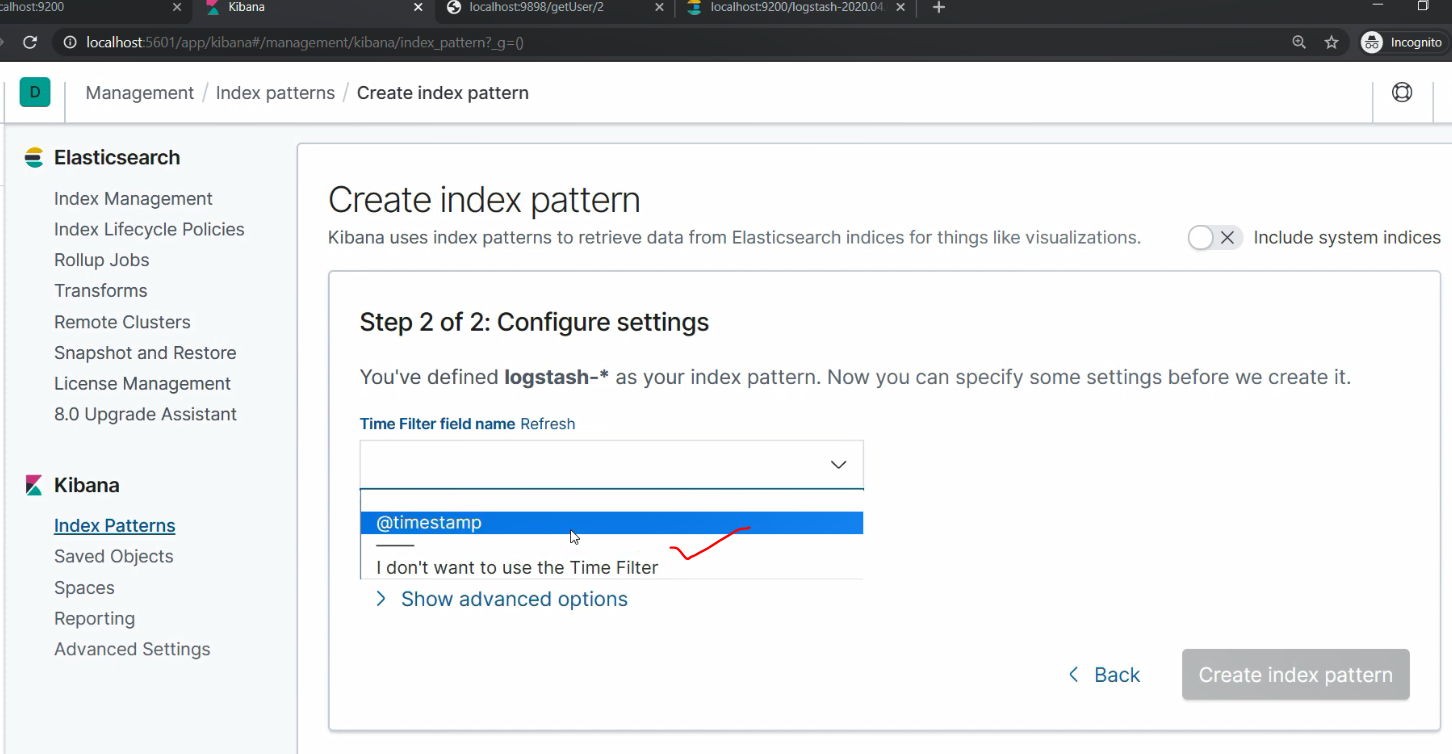 calhost:9200
Kibana
localhost:9898/getUser/2
localhost:9200/logstash-2020.04
localhost:5601/app/kibana#/management/kibana/index_pattern?_g=()
Incognito
D
Management / Index patterns / Create index pattern
Elasticsearch
Index Management
Index Lifecycle Policies
Rollup Jobs
Transforms
Remote Clusters
Snapshot and Restore
License Management
8.0 Upgrade Assistant
Kibana
Index Patterns
Saved Objects
Spaces
Reporting
Advanced Settings
Create index pattern
Kibana uses index patterns to retrieve data from Elasticsearch indices for things like visualizations.
Include system indices
Step 2 of 2: Configure settings
You've defined logstash-* as your index pattern. Now you can specify some settings before we create it.
Time Filter field name Refresh
@timestamp
I don't want to use the Time Filter
Show advanced options
Back
Create index pattern